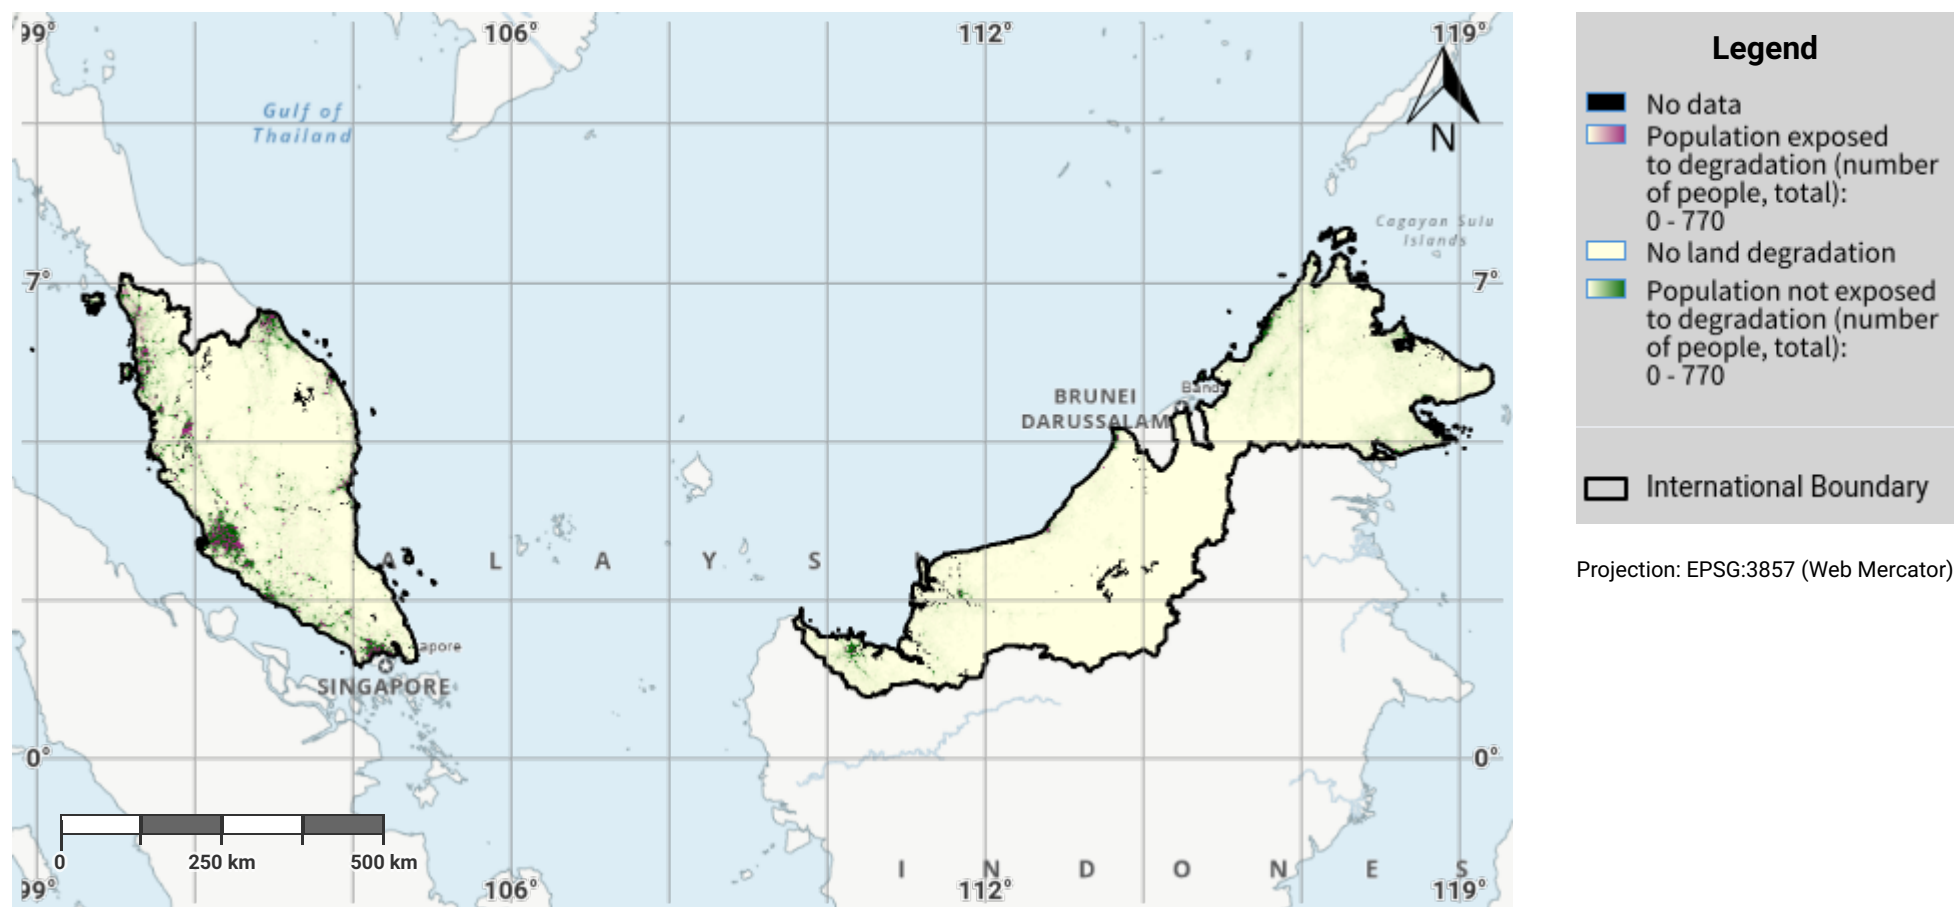 99°
106°
112°
119°
Gulf of
Thailand
N
Cagayan Sulu
Islands
7°
7°
BRUNEI
DARUSSALAM
Band
A L A Y S I
apore
SINGAPORE
0°
0°
0
250 km
500 km
I N D O N E S
99°
106°
112°
119°
Legend
No data
Population exposed
to degradation (number
of people, total):
0 - 770
No land degradation
Population not exposed
to degradation (number
of people, total):
0 - 770
International Boundary
Projection: EPSG:3857 (Web Mercator)